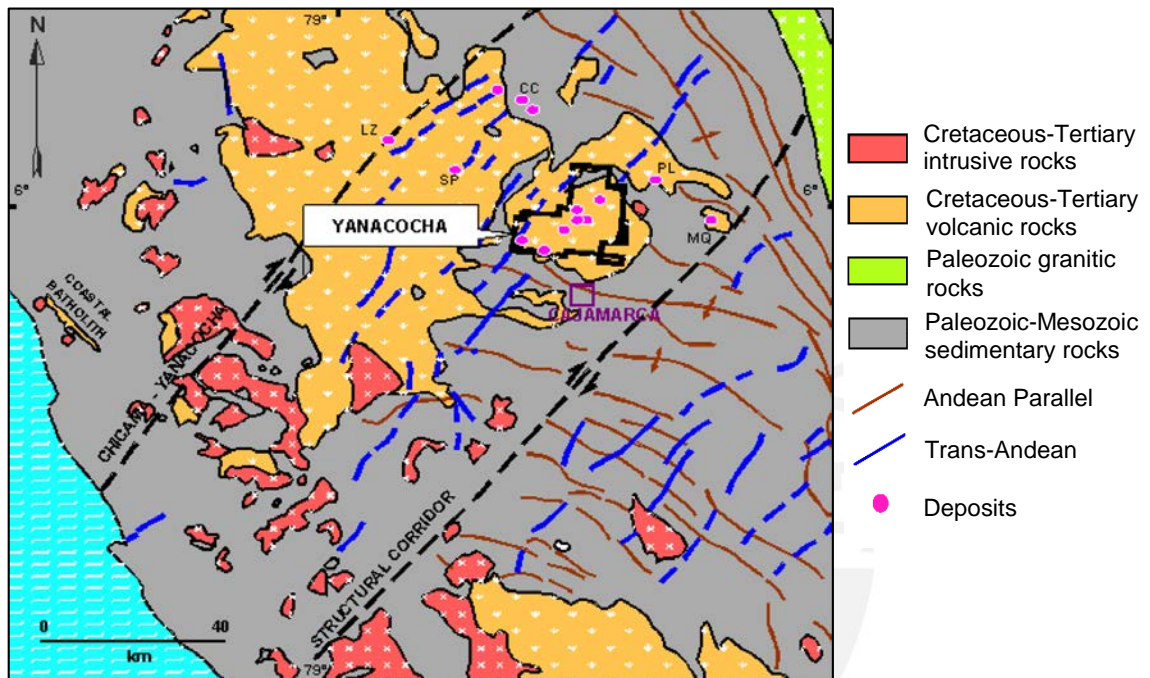 79°
N
CC
LZ
SP
PL
6°
6°
YANACOCHA
MQ
CAJAMARCA
COASTAL
BATHOLITH
CHICAMA - YANACOCHA
STRUCTURAL CORRIDOR
0 40
km
79°
Cretaceous-Tertiary
intrusive rocks
Cretaceous-Tertiary
volcanic rocks
Paleozoic granitic
rocks
Paleozoic-Mesozoic
sedimentary rocks
Andean Parallel
Trans-Andean
Deposits